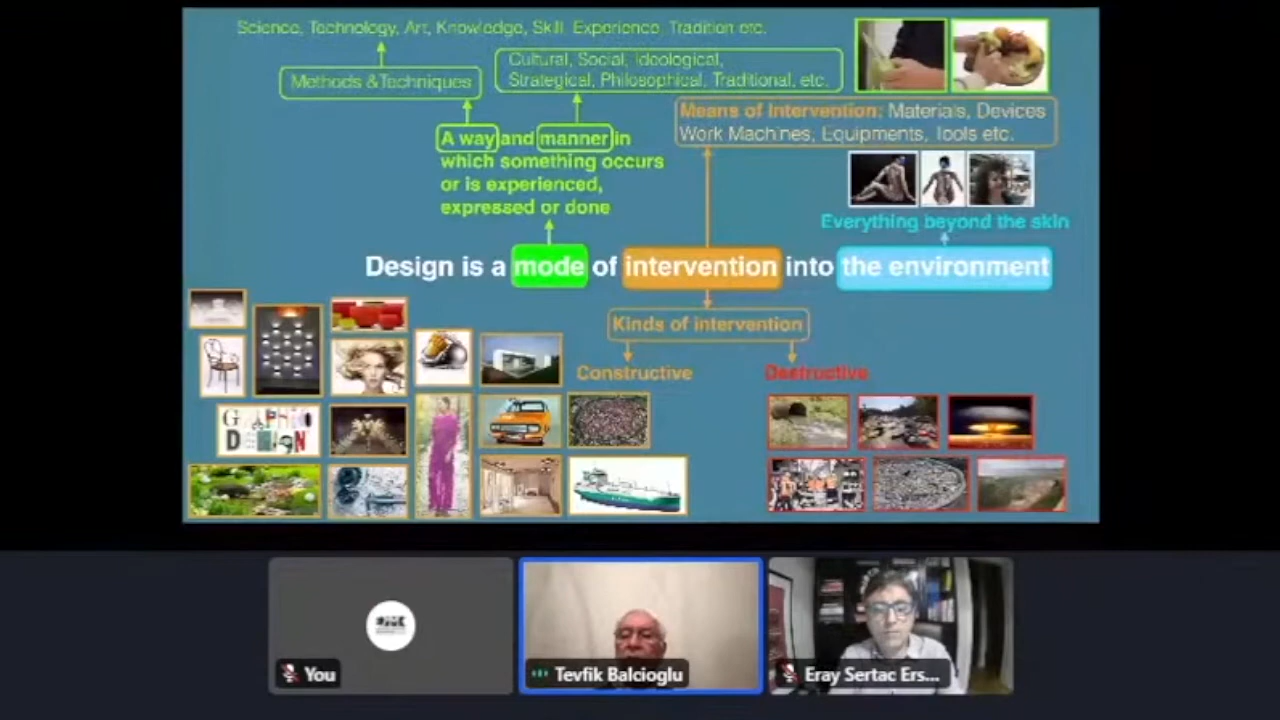 Science, Technology, Art, Knowledge, Skill, Experience, Tradition etc.
Methods &Techniques
Cultural, Social, Ideological,
Strategical, Philosophical, Traditional, etc.
Means of Intervention: Materials, Devices
Work Machines, Equipments, Tools etc.
A way and manner in
which something occurs
or is experienced,
expressed or done
Everything beyond the skin
Design is a mode of intervention into the environment
Kinds of intervention
Constructive
Destructive
GRAPHIC
DESIGN
You
Tevfik Balcioglu
Eray Sertac Ers...